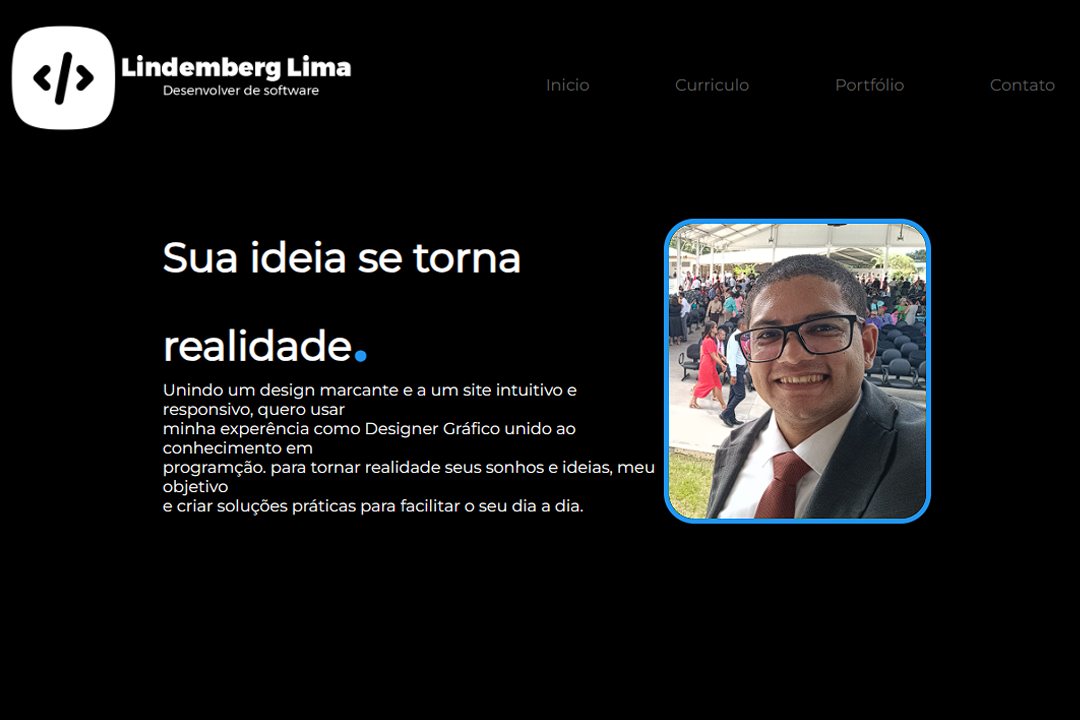 </>
Lindemberg Lima
Desenvolver de software
Inicio
Curriculo
Portfólio
Contato
Sua ideia se torna
realidade.
Unindo um design marcante e a um site intuitivo e
responsivo, quero usar
minha experência como Designer Gráfico unido ao
conhecimento em
programção. para tornar realidade seus sonhos e ideias, meu
objetivo
e criar soluções práticas para facilitar o seu dia a dia.